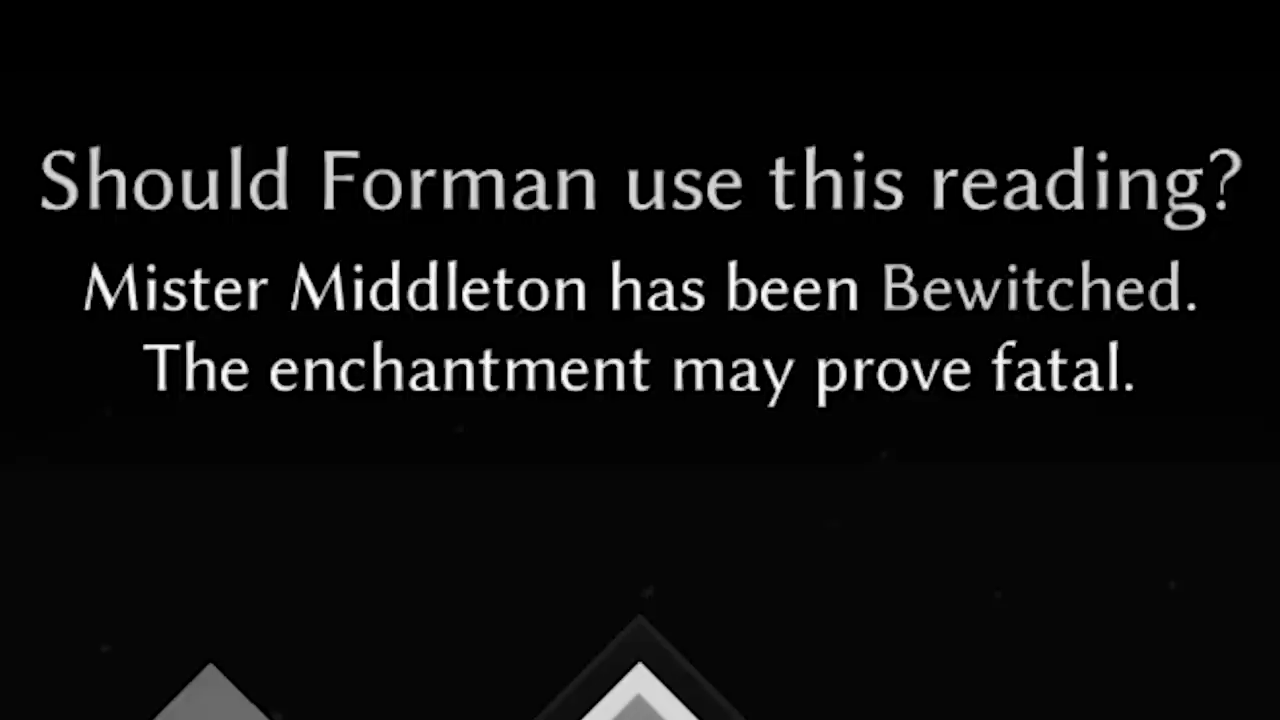 Should Forman use this reading?
Mister Middleton has been Bewitched.
The enchantment may prove fatal.